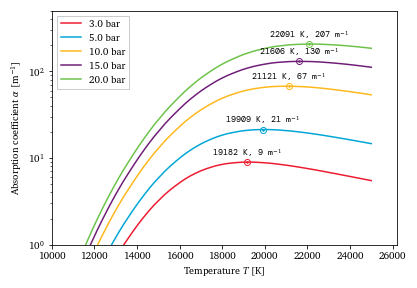 3.0 bar
5.0 bar
10.0 bar
15.0 bar
20.0 bar
22091 K, 207 m⁻¹
21606 K, 130 m⁻¹
21121 K, 67 m⁻¹
19909 K, 21 m⁻¹
19182 K, 9 m⁻¹
Absorption coefficient α [m⁻¹]
10²
10¹
10⁰
10000 12000 14000 16000 18000 20000 22000 24000 26000
Temperature T [K]